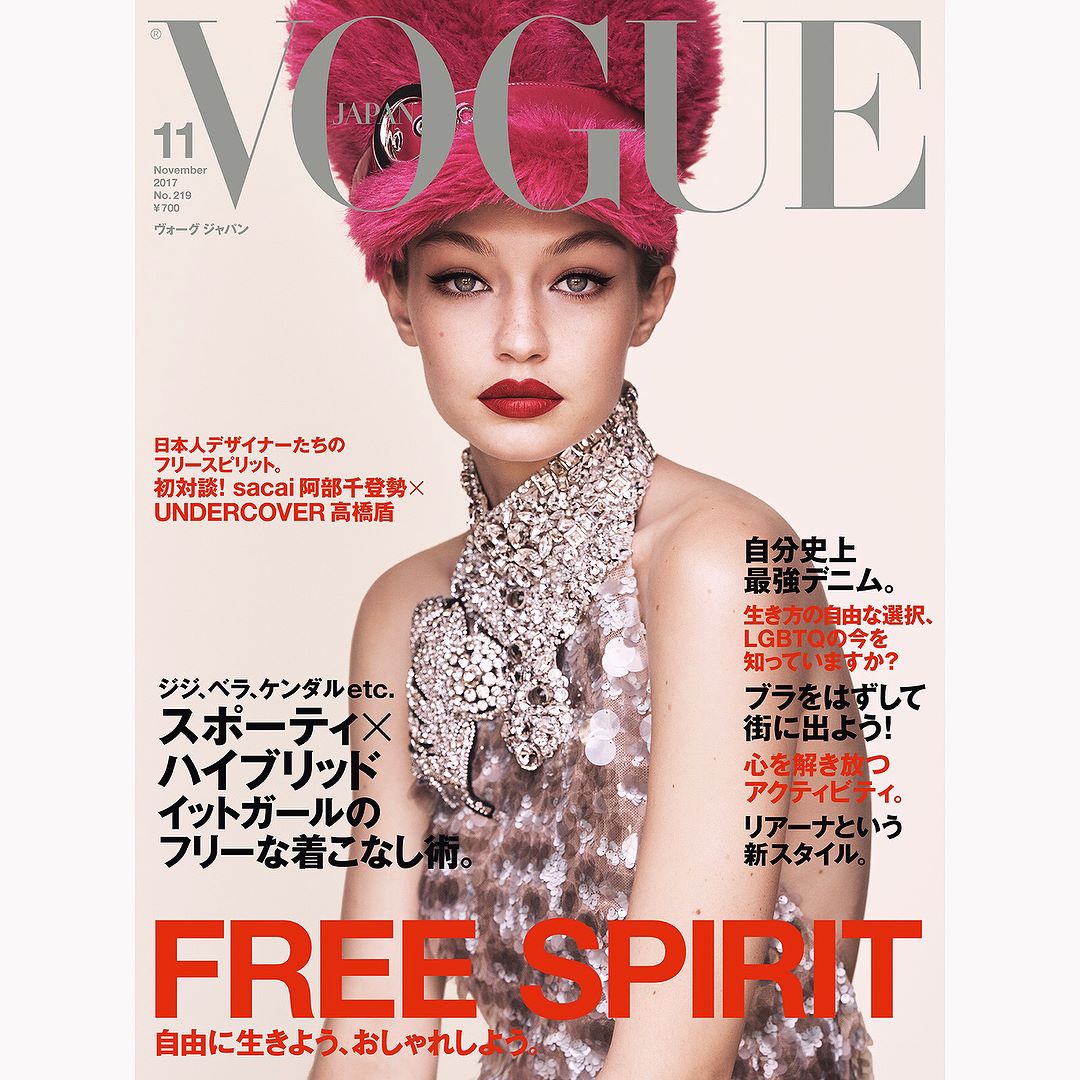 ®
VOGUE
JAPAN
11
November
2017
No. 219
¥700
ヴォーグ ジャパン
日本人デザイナーたちの
フリースピリット。
初対談! sacai 阿部千登勢×
UNDERCOVER 高橋盾
自分史上
最強デニム。
生き方の自由な選択、
LGBTQの今を
知っていますか?
ブラをはずして
街に出よう!
心を解き放つ
アクティビティ。
リアーナという
新スタイル。
ジジ、ベラ、ケンダルetc.
スポーティ×
ハイブリッド
イットガールの
フリーな着こなし術。
FREE SPIRIT
自由に生きよう、おしゃれしよう。